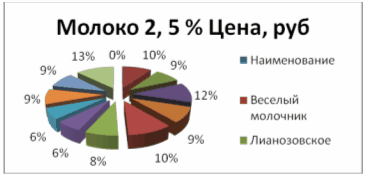 Молоко 2, 5 % Цена, руб
13%
0%
10%
9%
9%
12%
9%
6%
9%
6%
8%
10%
Наименование
Веселый
молочник
Лианозовское